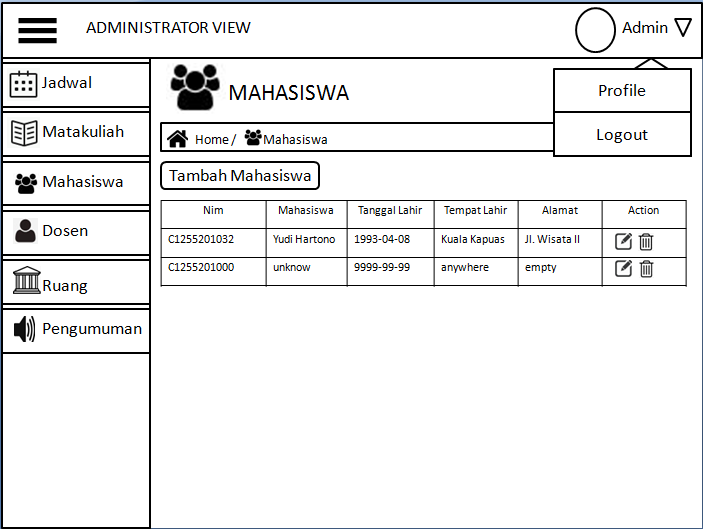 ADMINISTRATOR VIEW
Admin
Profile
Logout
Jadwal
Matakuliah
Mahasiswa
Dosen
Ruang
Pengumuman
MAHASISWA
Home / Mahasiswa
Tambah Mahasiswa
Nim Mahasiswa Tanggal Lahir Tempat Lahir Alamat Action
C1255201032 Yudi Hartono 1993-04-08 Kuala Kapuas Jl. Wisata II
C1255201000 unknow 9999-99-99 anywhere empty